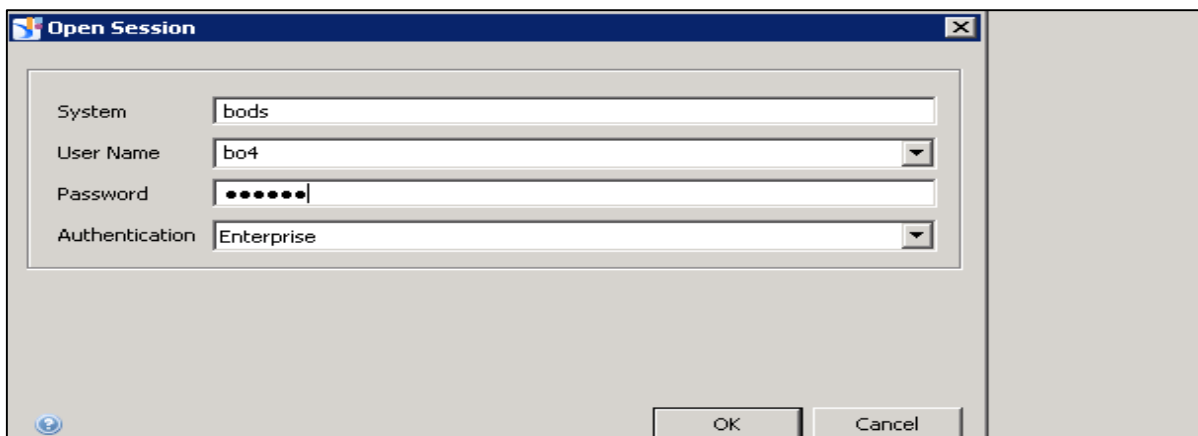 Open Session
System bods
User Name bo4
Password ••••••
Authentication Enterprise
OK Cancel